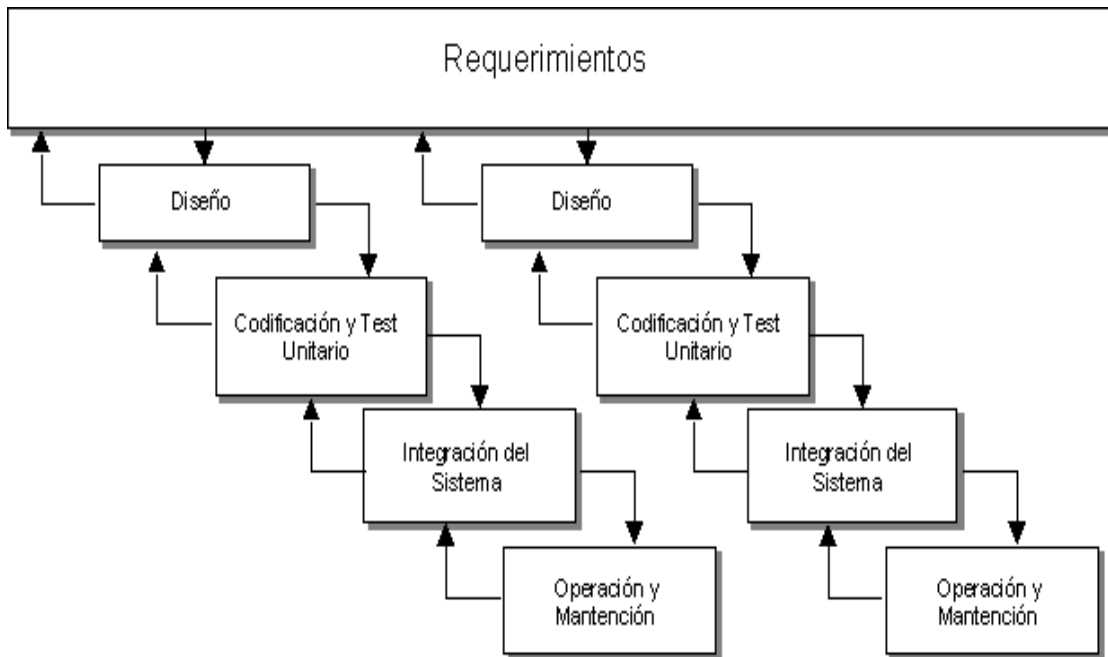 Requerimientos
Diseño
Diseño
Codificación y Test
Unitario
Codificación y Test
Unitario
Integración del
Sistema
Integración del
Sistema
Operación y
Mantención
Operación y
Mantención